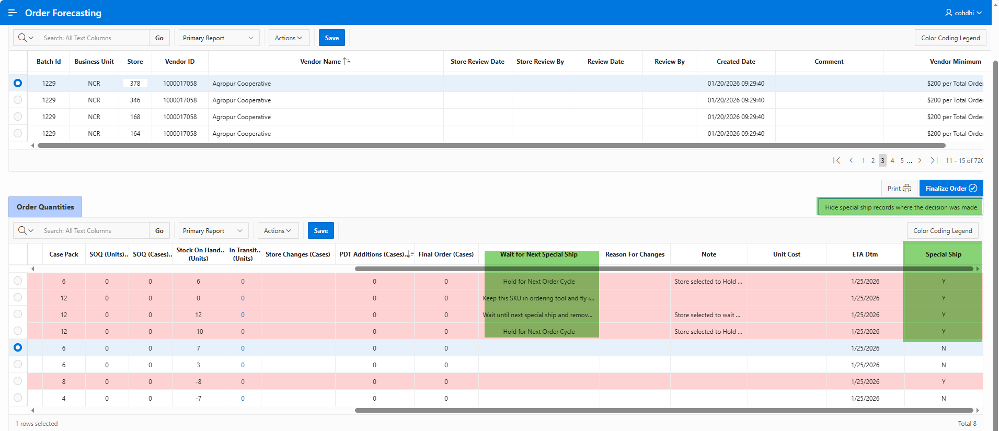 Order Forecasting
cohdhi
Search: All Text Columns
Go
Primary Report
Actions
Save
Color Coding Legend
Batch Id Business Unit Store Vendor ID Vendor Name Store Review Date Store Review By Review Date Review By Created Date Comment Vendor Minimum
1229 NCR 378 1000017058 Agropur Cooperative 01/20/2026 09:29:40 $200 per Total Order
1229 NCR 346 1000017058 Agropur Cooperative 01/20/2026 09:29:40 $200 per Total Order
1229 NCR 168 1000017058 Agropur Cooperative 01/20/2026 09:29:40 $200 per Total Order
1229 NCR 164 1000017058 Agropur Cooperative 01/20/2026 09:29:40 $200 per Total Order
1 2 3 4 5 ... 11 - 15 of 720
Print Finalize Order
Order Quantities
Hide special ship records where the decision was made
Search: All Text Columns
Go
Primary Report
Actions
Save
Color Coding Legend
Case Pack SOQ (Units).. SOQ (Cases).. Stock On Hand.. (Units) In Transit.. (Units) Store Changes (Cases) PDT Additions (Cases).. Final Order (Cases) Wait for Next Special Ship Reason For Changes Note Unit Cost ETA Dtm Special Ship
6 0 0 6 0 0 0 Hold for Next Order Cycle Store selected to Hold ... 1/25/2026 Y
12 0 0 0 0 0 0 Keep this SKU in ordering tool and fly i... 1/25/2026 Y
12 0 0 12 0 0 0 Wait until next special ship and remov... Store selected to wait ... 1/25/2026 Y
12 0 0 -10 0 0 0 Hold for Next Order Cycle Store selected to Hold ... 1/25/2026 Y
6 0 0 7 0 0 0 1/25/2026 N
6 0 0 3 0 0 0 1/25/2026 N
8 0 0 -8 0 0 0 1/25/2026 Y
4 0 0 -7 0 0 0 1/25/2026 N
1 rows selected
Total 8